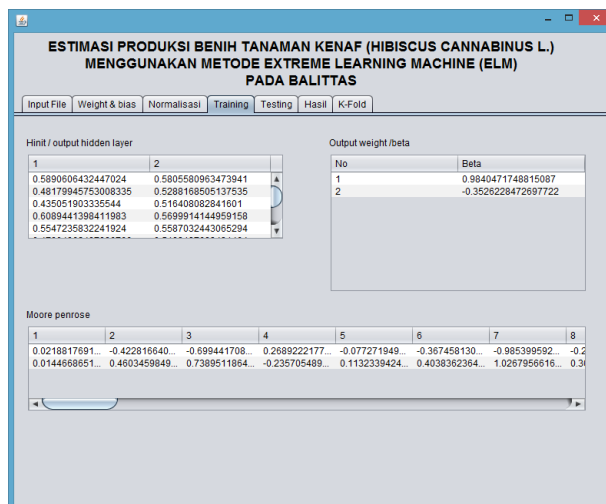 ESTIMASI PRODUKSI BENIH TANAMAN KENAF (HIBISCUS CANNABINUS L.)
MENGGUNAKAN METODE EXTREME LEARNING MACHINE (ELM)
PADA BALITTAS
Input File Weight & bias Normalisasi Training Testing Hasil K-Fold
Hinit / output hidden layer
1 2
0.5890606432447024 0.5805580963473941
0.48179945753008335 0.5288168505137535
0.435051903335544 0.516408082841601
0.6089441398411983 0.5699914144959158
0.5547235832241924 0.5587032443065294
Output weight /beta
No Beta
1 0.9840471748815087
2 -0.3526228472697722
Moore penrose
1 2 3 4 5 6 7 8
0.0218817691... -0.422816640... -0.699441708... 0.2689222177... -0.077271949... -0.367458130... -0.985399592... -0.2
0.0144668651... 0.4603459849... 0.7389511864... -0.235705489... 0.1132339424... 0.4038362364... 1.0267956616...